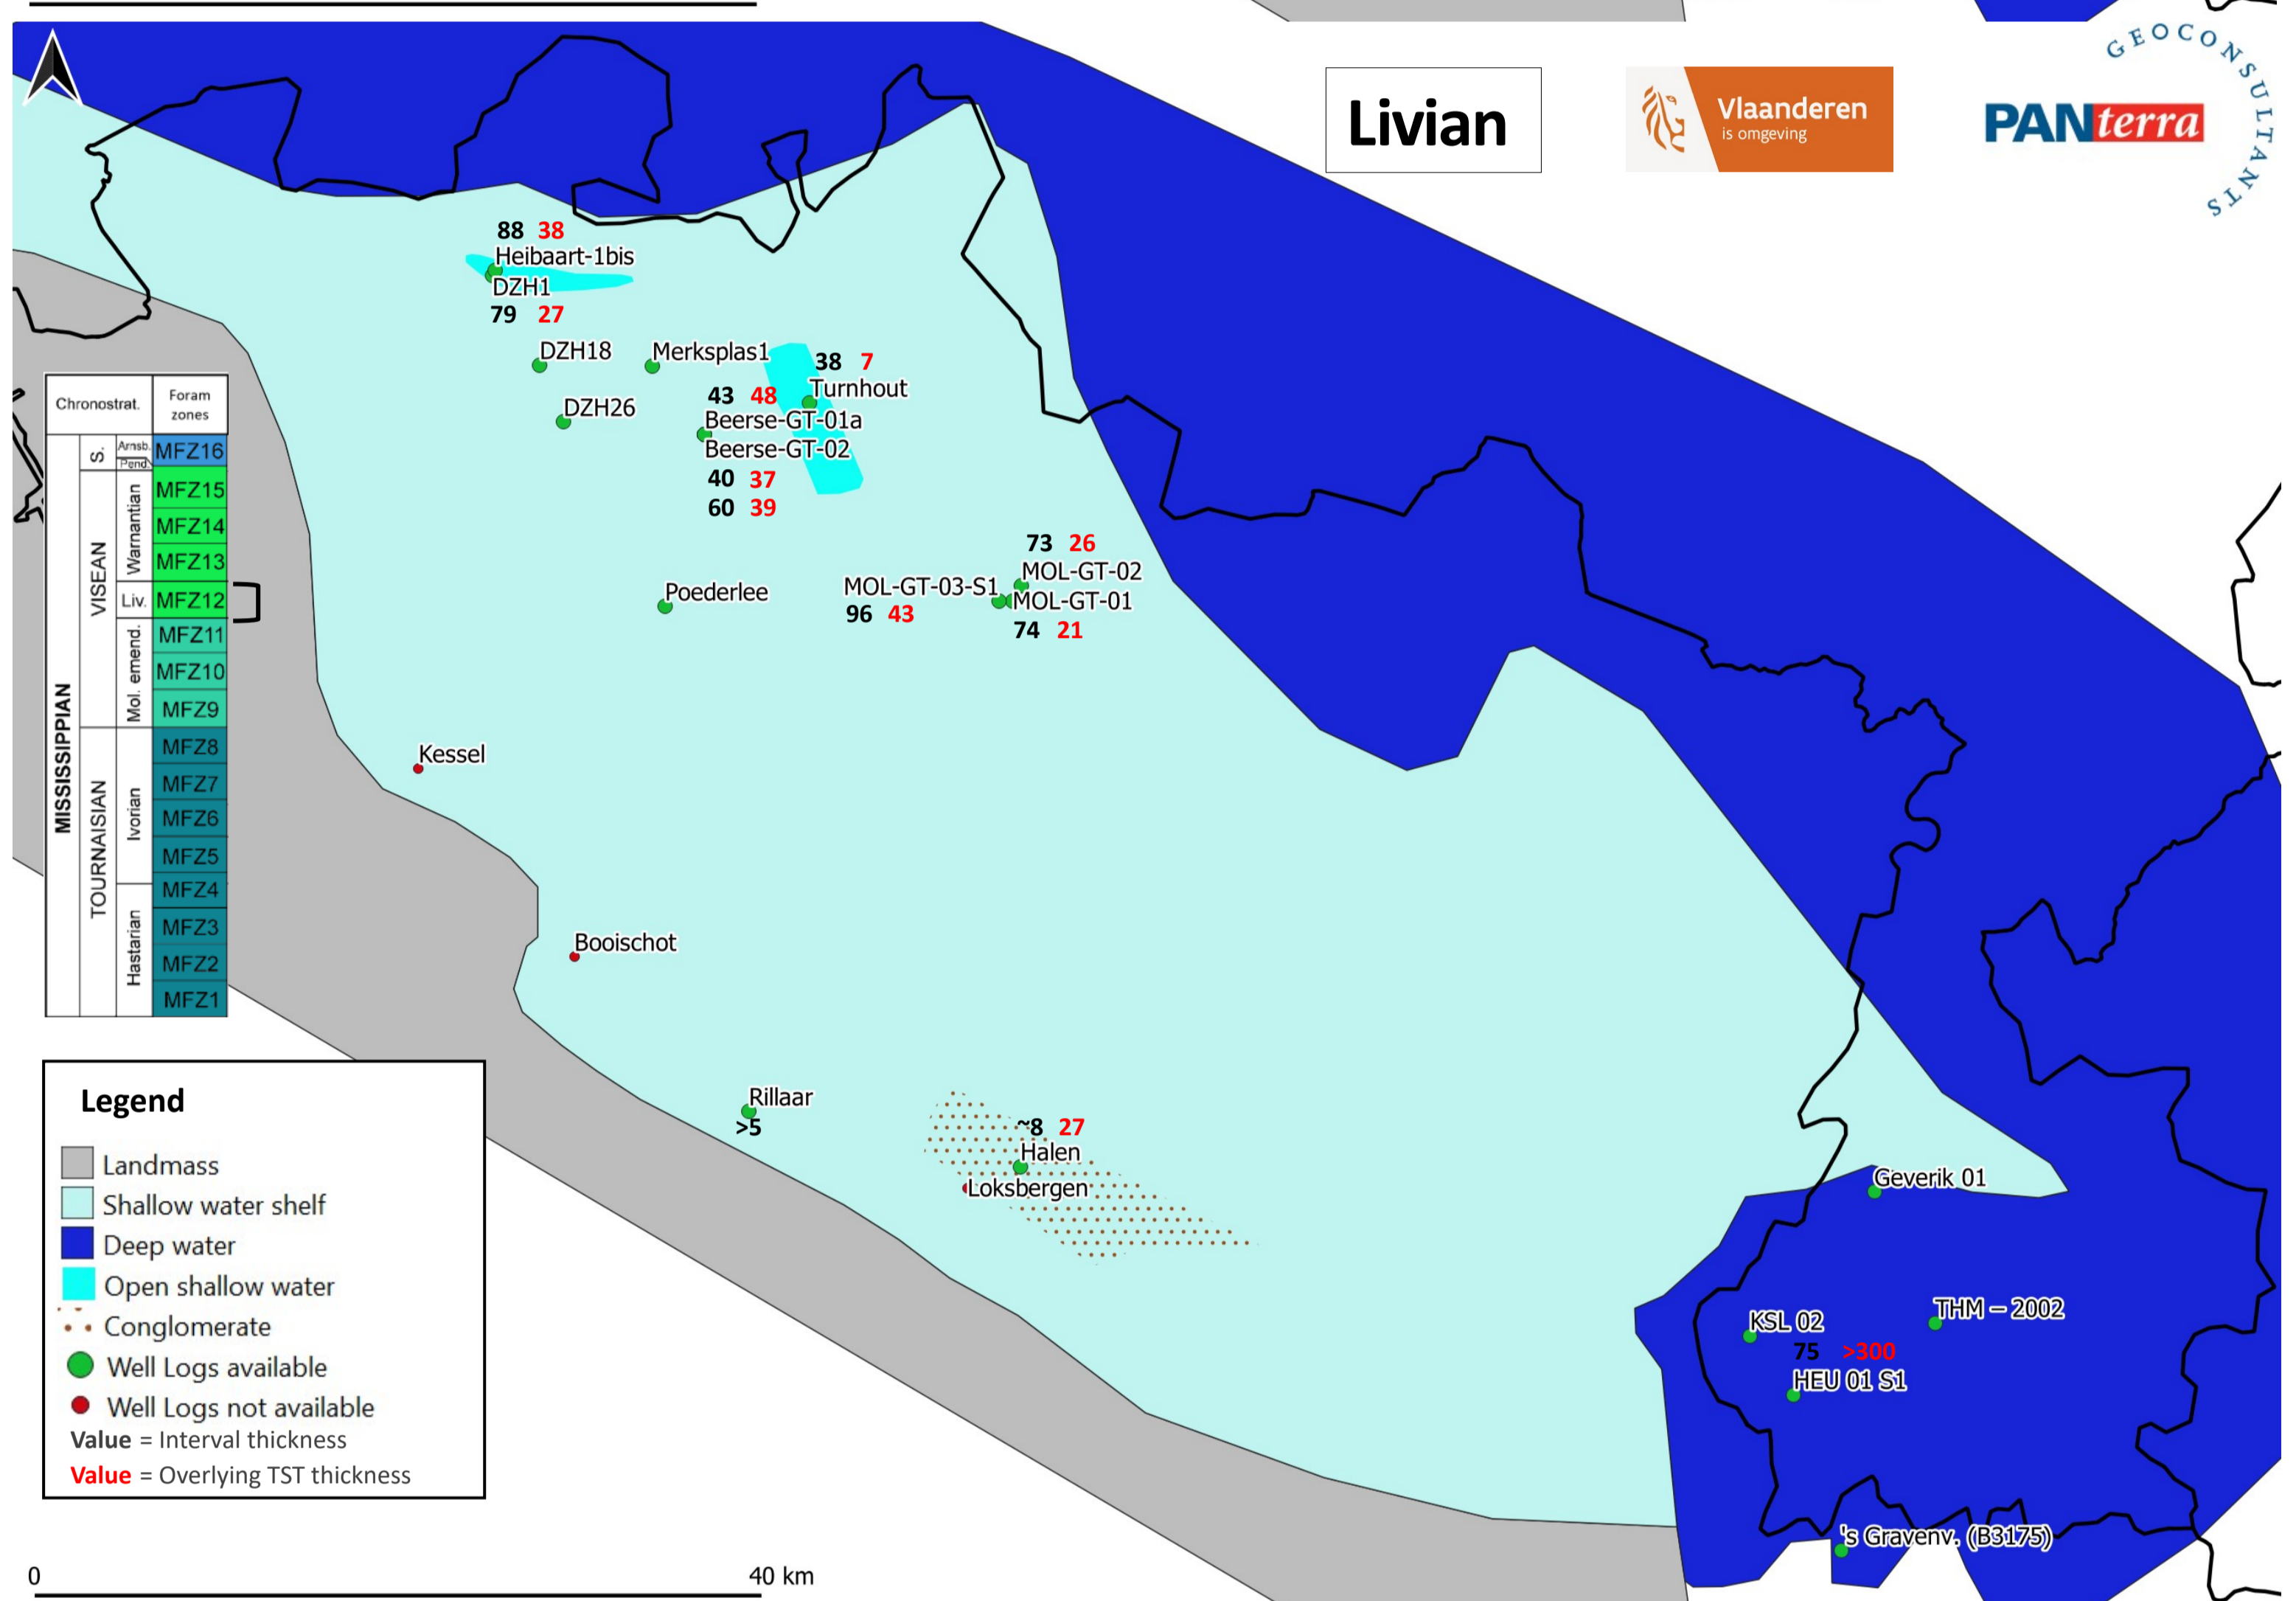 Livian
Vlaanderen
is omgeving
GEOCONSULTANTS
PANterra
88 38
Heibaart-1bis
DZH1
79 27
DZH18
Merksplas1
38 7
Turnhout
43 48
DZH26
Beerse-GT-01a
Beerse-GT-02
40 37
60 39
73 26
MOL-GT-02
MOL-GT-03-S1
MOL-GT-01
96 43
74 21
Poederlee
Kessel
Booischot
Rillaar
>5
~8 27
Halen
Loksbergen
Geverik 01
KSL 02
THM – 2002
75 >300
HEU 01 S1
's Gravenv. (B3175)
Chronostrat.
Foram
zones
MISSISSIPPIAN
S.
VISEAN
TOURNAISIAN
Arnsb.
Pend.
Warnantian
Liv.
Mol. emend.
Ivorian
Hastarian
MFZ16
MFZ15
MFZ14
MFZ13
MFZ12
MFZ11
MFZ10
MFZ9
MFZ8
MFZ7
MFZ6
MFZ5
MFZ4
MFZ3
MFZ2
MFZ1
Legend
Landmass
Shallow water shelf
Deep water
Open shallow water
Conglomerate
Well Logs available
Well Logs not available
Value = Interval thickness
Value = Overlying TST thickness
0 40 km